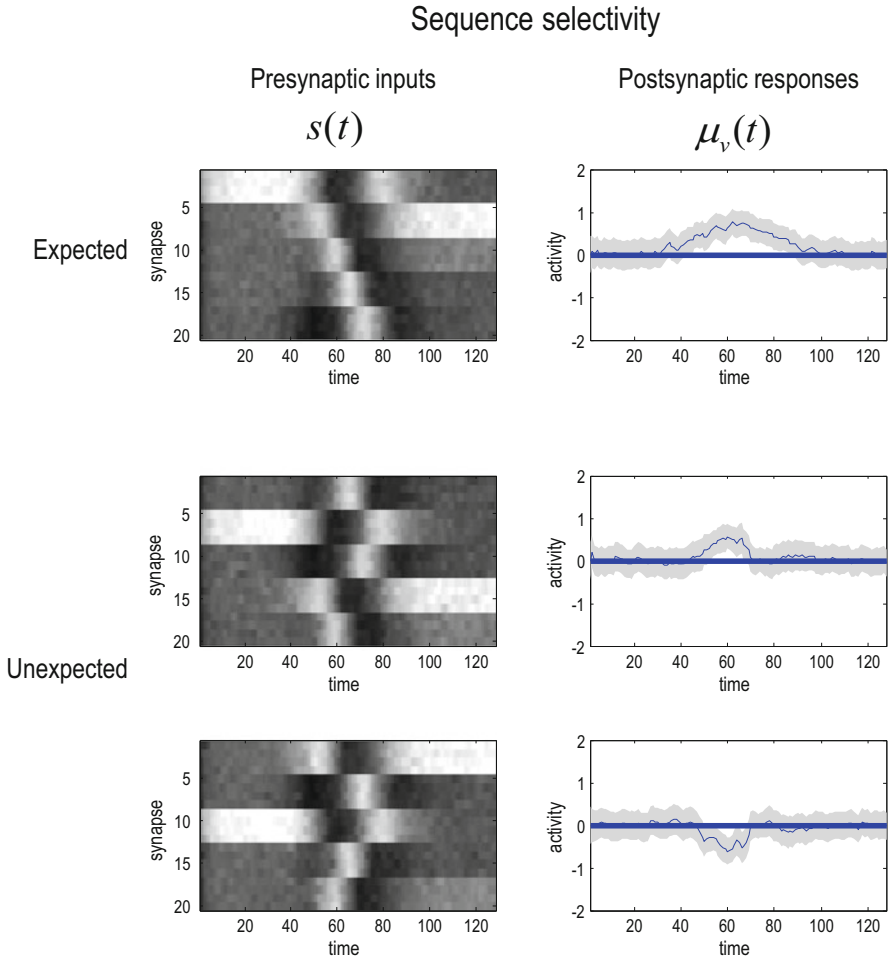 Sequence selectivity
Presynaptic inputs
Postsynaptic responses
s(t)
μv(t)
Expected
synapse
5
10
15
20
20 40 60 80 100 120
time
activity
2
1
0
-1
-2
20 40 60 80 100 120
time
Unexpected
synapse
5
10
15
20
20 40 60 80 100 120
time
activity
2
1
0
-1
-2
20 40 60 80 100 120
time
synapse
5
10
15
20
20 40 60 80 100 120
time
activity
2
1
0
-1
-2
20 40 60 80 100 120
time